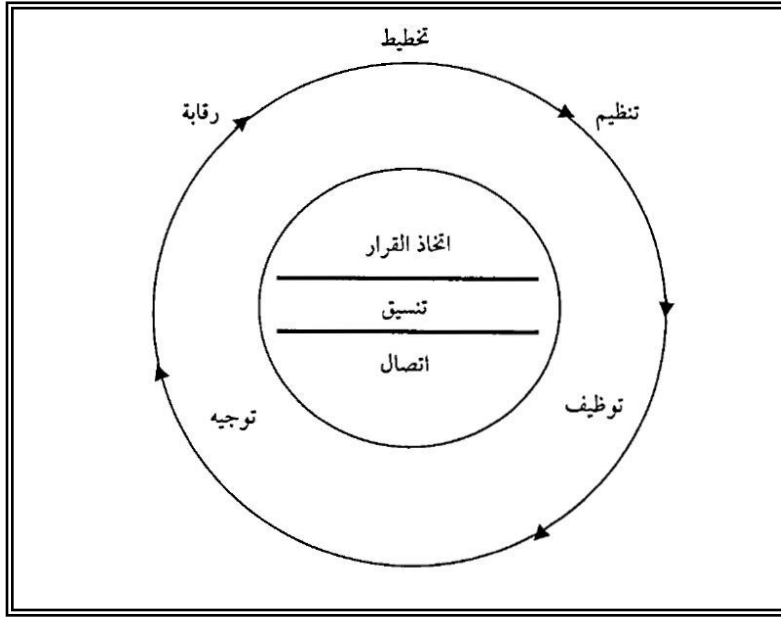 تخطيط
تنظيم
رقابة
اتخاذ القرار
تنسيق
اتصال
توظيف
توجيه